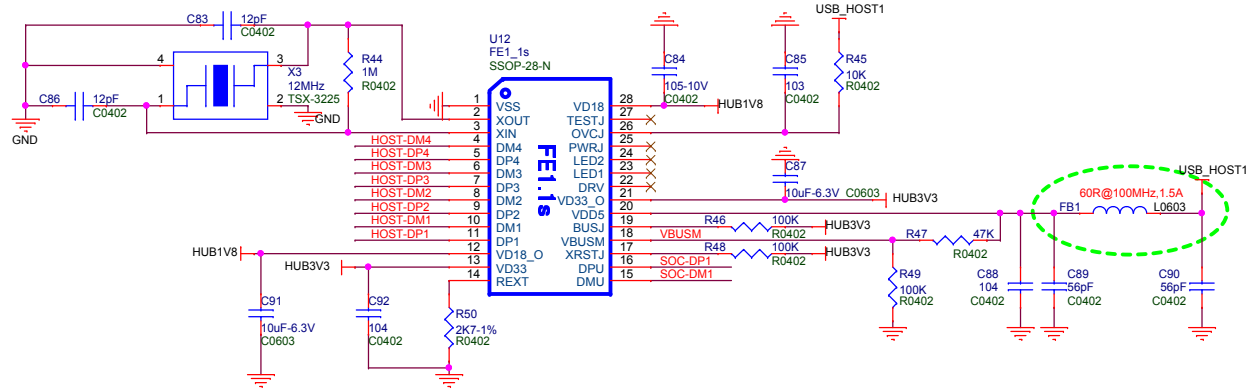 C83
12pF
C0402
4
3
X3
12MHz
TSX-3225
1
2
GND
C86
12pF
C0402
GND
R44
1M
R0402
U12
FE1_1s
SSOP-28-N
FE1.1s
1 VSS
2 XOUT
3 XIN
HOST-DM4 4 DM4
HOST-DP4 5 DP4
HOST-DM3 6 DM3
HOST-DP3 7 DP3
HOST-DM2 8 DM2
HOST-DP2 9 DP2
HOST-DM1 10 DM1
HOST-DP1 11 DP1
HUB1V8 12 VD18_O
HUB3V3 13 VD33
14 REXT
VD18 28
TESTJ 27
OVCJ 26
PWRJ 25
LED2 24
LED1 23
DRV 22
VD33_O 21
VDD5 20
BUSJ 19
VBUSM 18 VBUSM
XRSTJ 17
DPU 16 SOC-DP1
DMU 15 SOC-DM1
C84
105-10V
C0402
HUB1V8
C85
103
C0402
USB_HOST1
R45
10K
R0402
C87
10uF-6.3V C0603
HUB3V3
R46 100K
R0402
HUB3V3
R48 100K
R0402
HUB3V3
R47 47K
R0402
R49
100K
R0402
C88
104
C0402
C89
56pF
C0402
USB_HOST1
60R@100MHz,1.5A
FB1 L0603
C90
56pF
C0402
C91
10uF-6.3V
C0603
C92
104
C0402
R50
2K7-1%
R0402